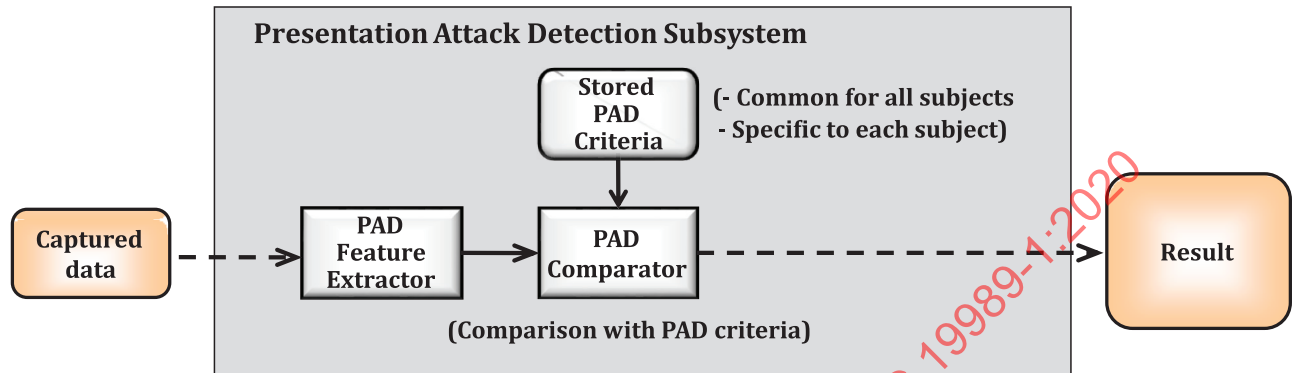 Presentation Attack Detection Subsystem
Stored
PAD
Criteria
(- Common for all subjects
- Specific to each subject)
Captured
data
PAD
Feature
Extractor
PAD
Comparator
Result
(Comparison with PAD criteria)
19989-1:2020